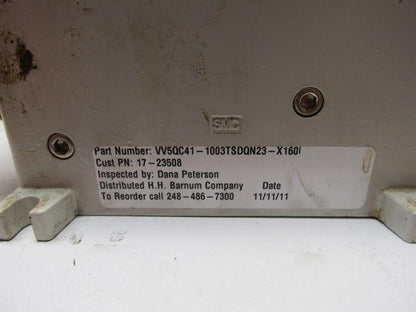 SMC
Part Number: VV5QC41-1003TSDQN23-X160
Cust PN: 17-23508
Inspected by: Dana Peterson
Distributed H.H. Barnum Company Date
To Reorder call 248-486-7300 11/11/11